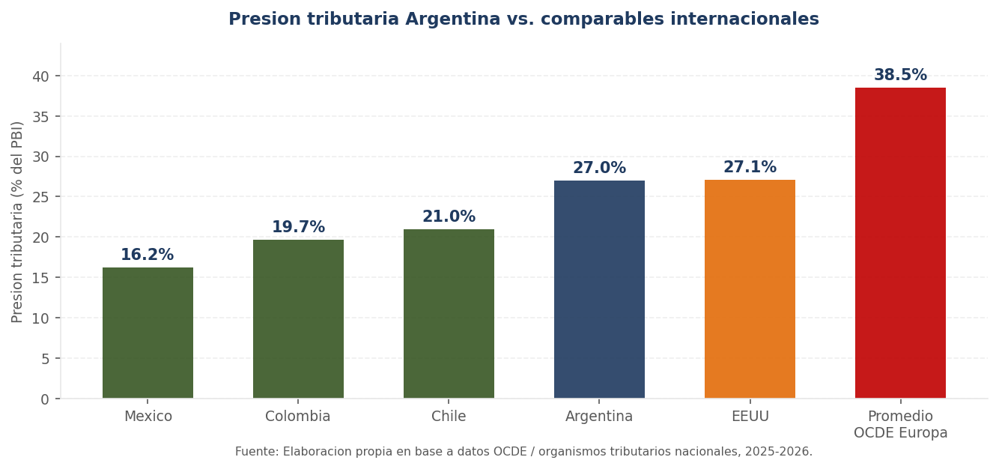 Presion tributaria Argentina vs. comparables internacionales
Presion tributaria (% del PBI)
40
35
30
25
20
15
10
5
0
16.2%
19.7%
21.0%
27.0%
27.1%
38.5%
Mexico
Colombia
Chile
Argentina
EEUU
Promedio
OCDE Europa
Fuente: Elaboracion propia en base a datos OCDE / organismos tributarios nacionales, 2025-2026.